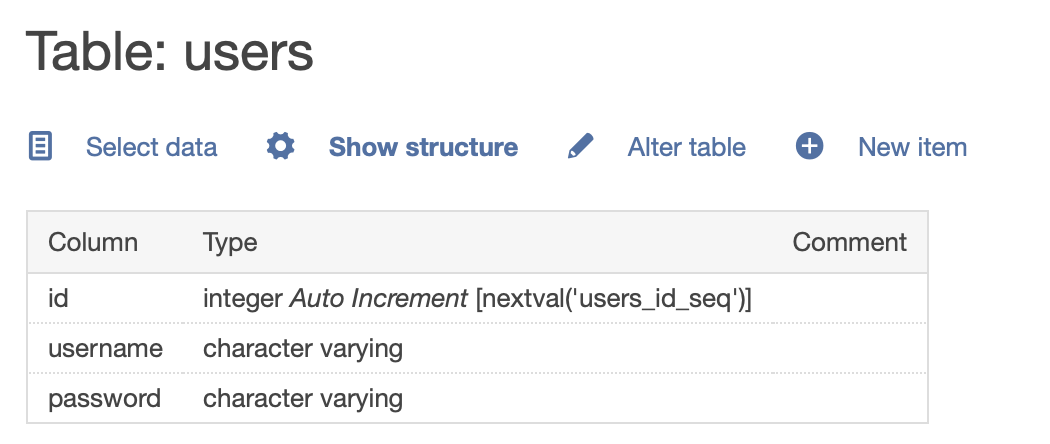 Table: users
Select data Show structure Alter table New item
Column Type Comment
id integer Auto Increment [nextval('users_id_seq')]
username character varying
password character varying